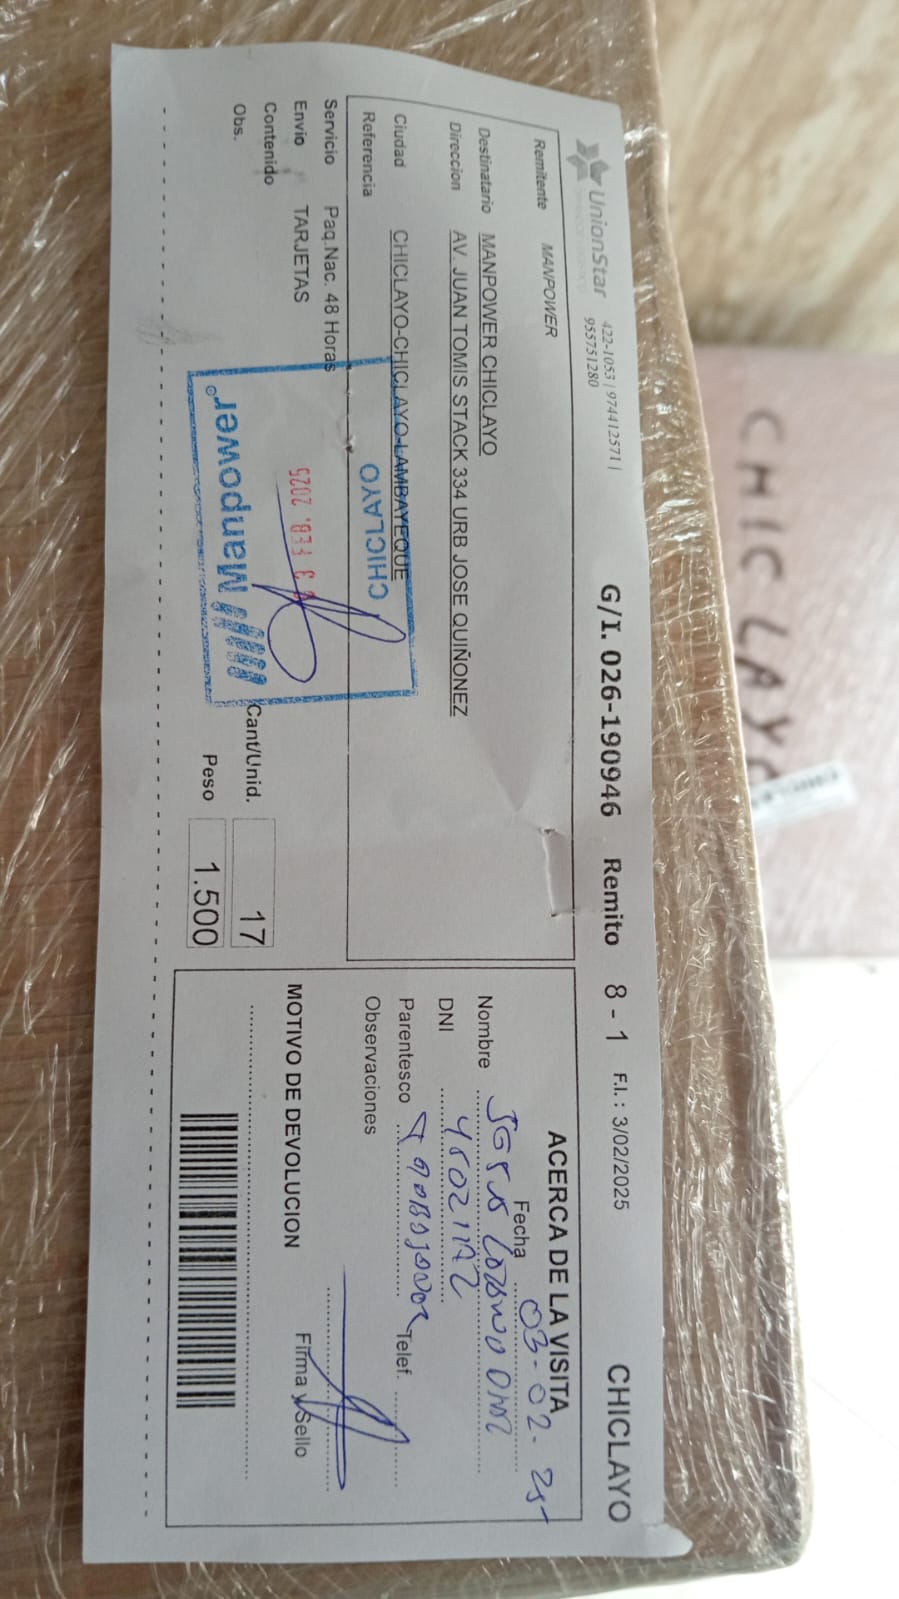 UnionStar
422-1053 | 974412571 |
955751280
G/I. 026-190946 Remito 8 - 1 F.I.: 3/02/2025 CHICLAYO
Remitente MANPOWER
Destinatario MANPOWER CHICLAYO
Direccion AV. JUAN TOMIS STACK 334 URB JOSE QUIÑONEZ
Ciudad CHICLAYO-CHICLAYO-LAMBAYEQUE
Referencia
Servicio Paq.Nac. 48 Horas
Envio TARJETAS
Contenido
Obs.
Cant/Unid. 17
Peso 1.500
CHICLAYO
3 FEB. 2025
Manpower
ACERCA DE LA VISITA
Fecha 03-02-25
Nombre
DNI
Parentesco Telef.
Observaciones
MOTIVO DE DEVOLUCION
Firma y Sello
CHICLAYO